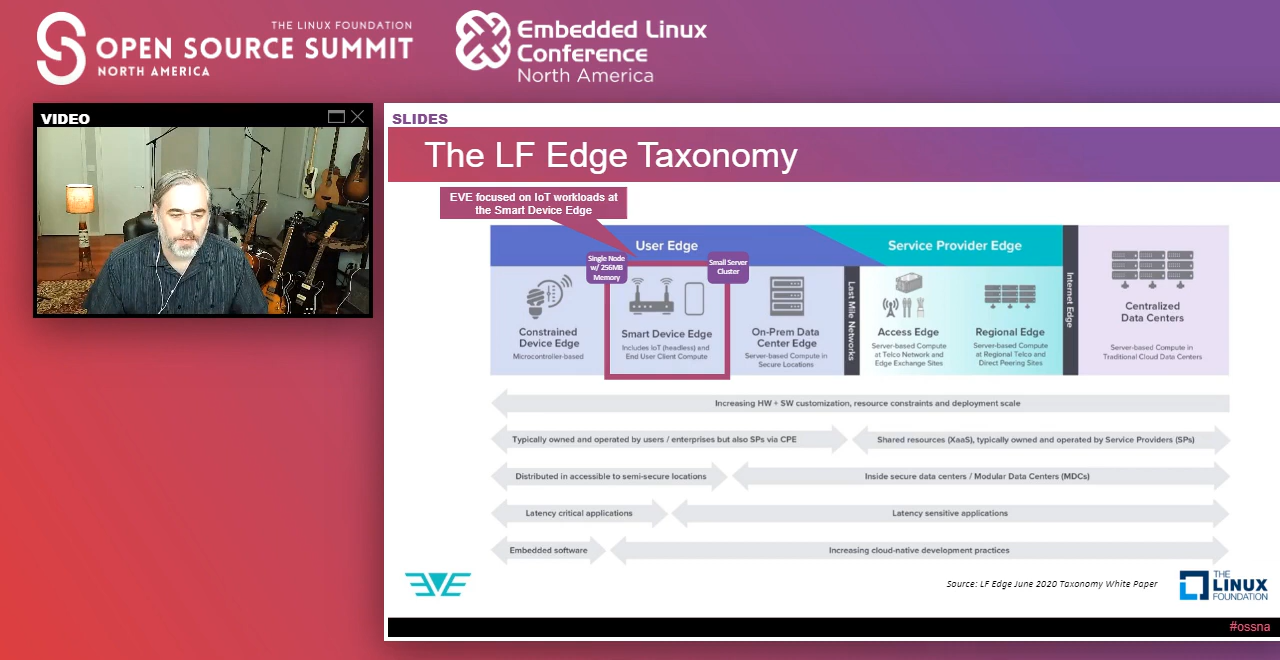 THE LINUX FOUNDATION
OPEN SOURCE SUMMIT
NORTH AMERICA
Embedded Linux
Conference
North America
VIDEO
SLIDES
The LF Edge Taxonomy
EVE focused on IoT workloads at
the Smart Device Edge
User Edge
Service Provider Edge
Single Node
w/ 256MB
Memory
Small Server
Cluster
Constrained
Device Edge
Microcontroller-based
Smart Device Edge
Includes IoT (headless) and
End User Client Compute
On-Prem Data
Center Edge
Server-based Compute in
Secure Locations
Last Mile Networks
Access Edge
Server-based Compute
at Telco Network and
Edge Exchange Sites
Regional Edge
Server-based Compute
at Regional Telco and
Direct Peering Sites
Internet Edge
Centralized
Data Centers
Server-based Compute in
Traditional Cloud Data Centers
Increasing HW + SW customization, resource constraints and deployment scale
Typically owned and operated by users / enterprises but also SPs via CPE
Shared resources (XaaS), typically owned and operated by Service Providers (SPs)
Distributed in accessible to semi-secure locations
Inside secure data centers / Modular Data Centers (MDCs)
Latency critical applications
Latency sensitive applications
Embedded software
Increasing cloud-native development practices
EVE
Source: LF Edge June 2020 Taxonomy White Paper
THE
LINUX
FOUNDATION
#ossna